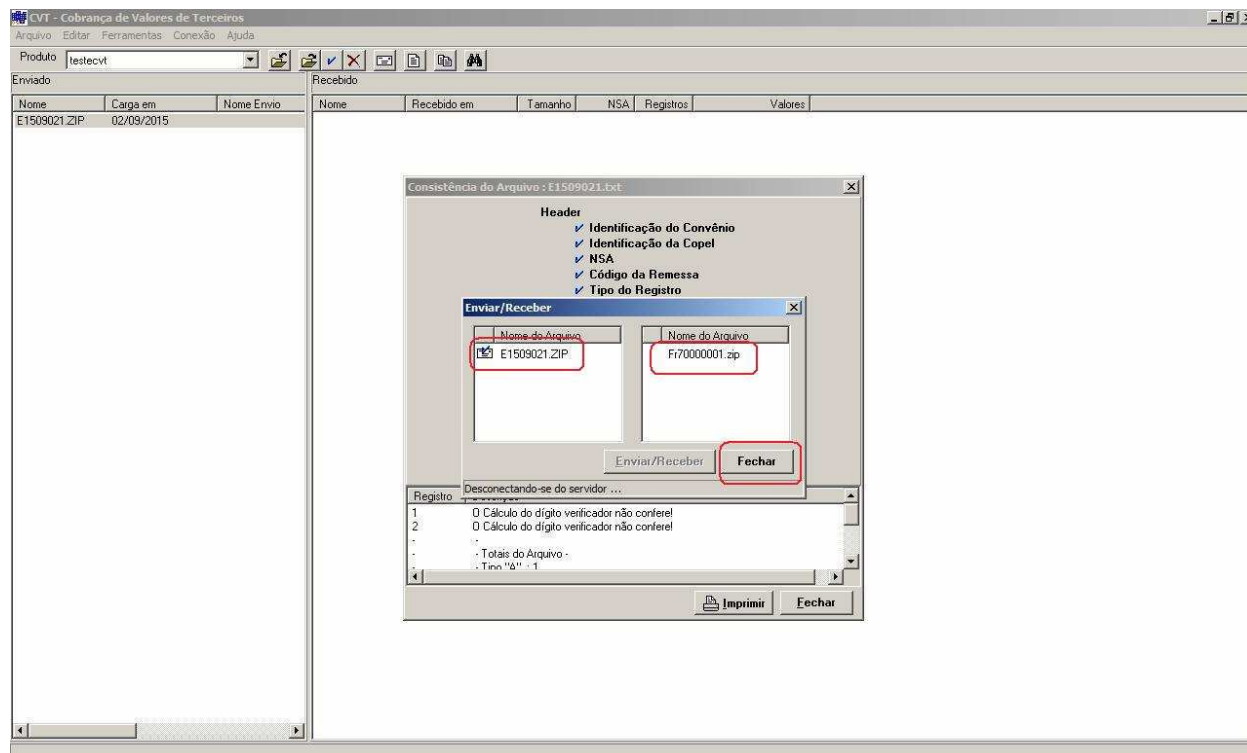 CVT - Cobrança de Valores de Terceiros
Arquivo Editar Ferramentas Conexão Ajuda
Produto testecvt
Enviado Recebido
Nome Carga em Nome Envio Nome Recebido em Tamanho NSA Registros Valores
E1509021.ZIP 02/09/2015
Consistência do Arquivo : E1509021.txt
Header
Identificação do Convênio
Identificação da Copel
NSA
Código da Remessa
Tipo do Registro
Enviar/Receber
Nome do Arquivo Nome do Arquivo
E1509021.ZIP Fr70000001.zip
Enviar/Receber Fechar
Desconectando-se do servidor ...
Registro
1 O Cálculo do dígito verificador não confere!
2 O Cálculo do dígito verificador não confere!
- -
- - Totais do Arquivo -
- - Tipo "A" : 1
Imprimir Fechar